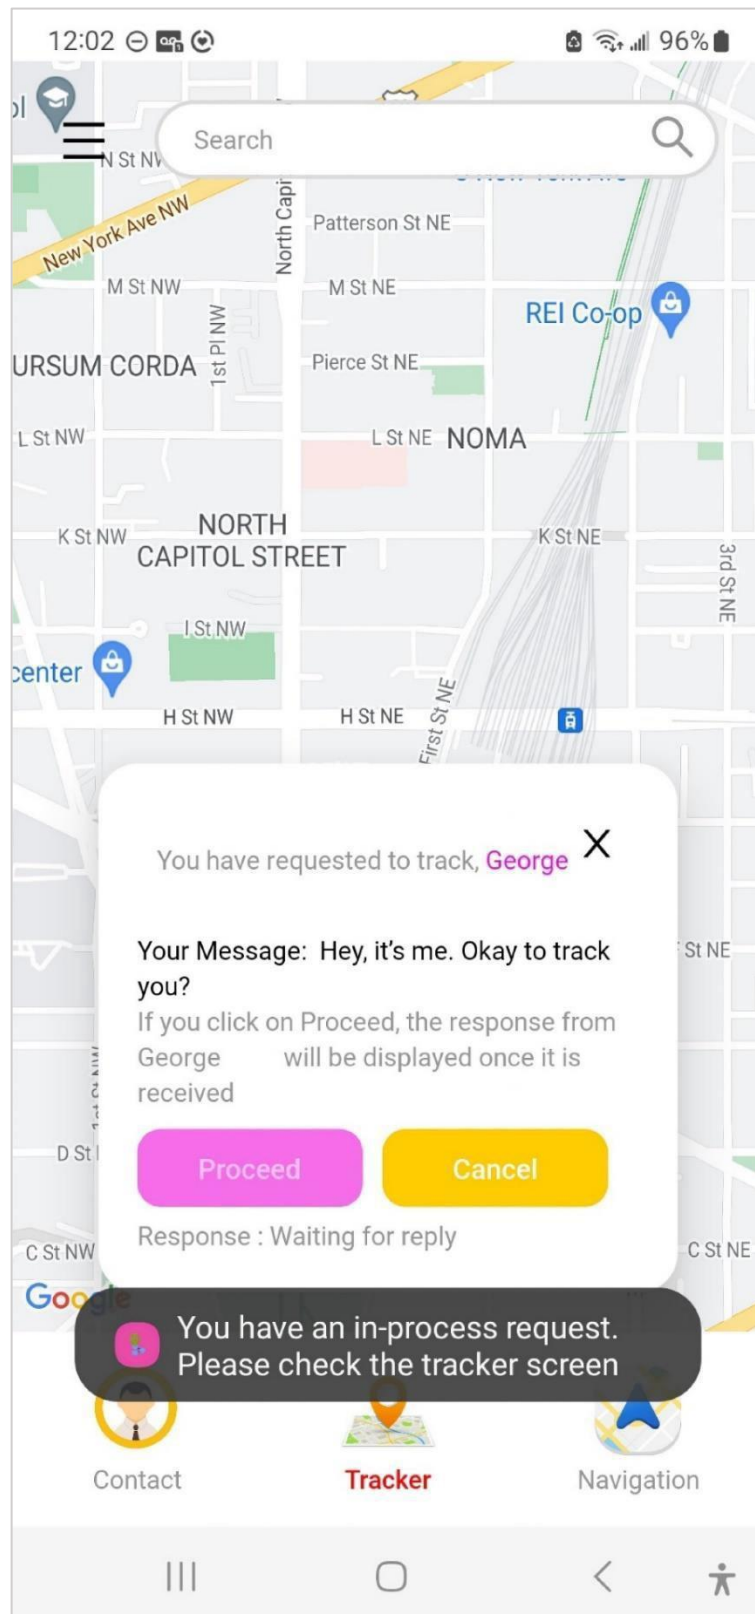 12:02
96%
Search
N St NW
New York Ave NW
North Capi
Patterson St NE
M St NW
M St NE
1st Pl NW
REI Co-op
URSUM CORDA
Pierce St NE
L St NW
L St NE
NOMA
NORTH
CAPITOL STREET
K St NW
K St NE
3rd St NE
I St NW
center
H St NW
H St NE
First St NE
You have requested to track, George X
Your Message: Hey, it's me. Okay to track
you?
If you click on Proceed, the response from
George will be displayed once it is
received
St NE
1st St NW
D St
Proceed
Cancel
Response : Waiting for reply
C St NW
C St NE
Google
You have an in-process request.
Please check the tracker screen
Contact
Tracker
Navigation